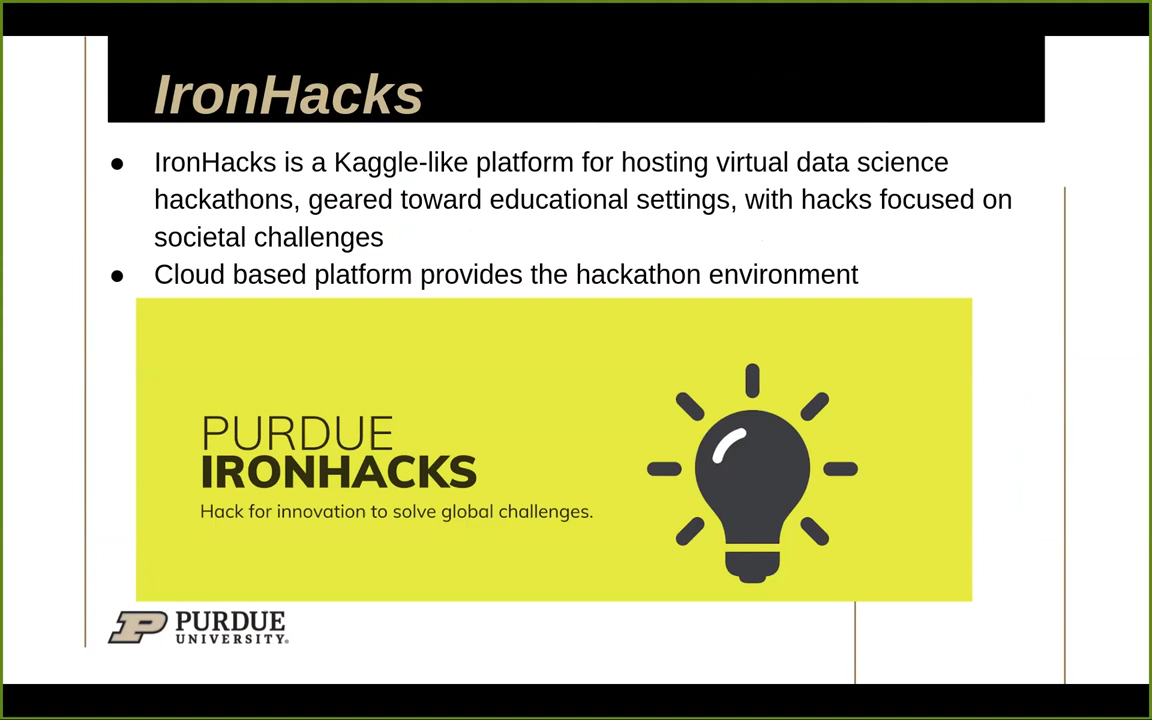 IronHacks
● IronHacks is a Kaggle-like platform for hosting virtual data science
hackathons, geared toward educational settings, with hacks focused on
societal challenges
● Cloud based platform provides the hackathon environment
PURDUE
IRONHACKS
Hack for innovation to solve global challenges.
PURDUE
UNIVERSITY®